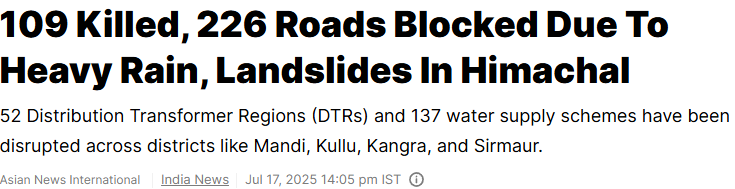 109 Killed, 226 Roads Blocked Due To
Heavy Rain, Landslides In Himachal
52 Distribution Transformer Regions (DTRs) and 137 water supply schemes have been
disrupted across districts like Mandi, Kullu, Kangra, and Sirmaur.
Asian News International India News Jul 17, 2025 14:05 pm IST